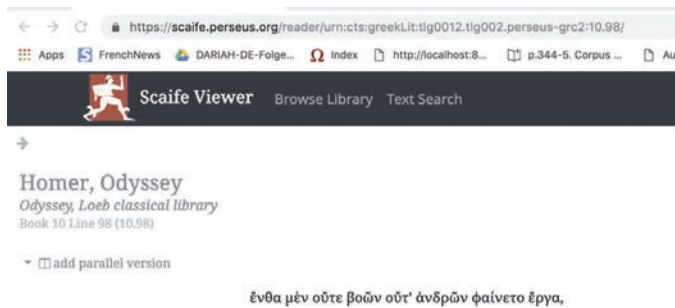 https://scaife.perseus.org/reader/urn:cts:greekLit:tlg0012.tlg002.perseus-grc2:10.98/
Apps FrenchNews DARIAH-DE-Folge... Index http://localhost:8... p.344-5. Corpus ... Au
Scaife Viewer Browse Library Text Search
Homer, Odyssey
Odyssey, Loeb classical library
Book 10 Line 98 (10.98)
add parallel version
ἔνθα μὲν οὔτε βοῶν οὔτ' ἀνδρῶν φαίνετο ἔργα,